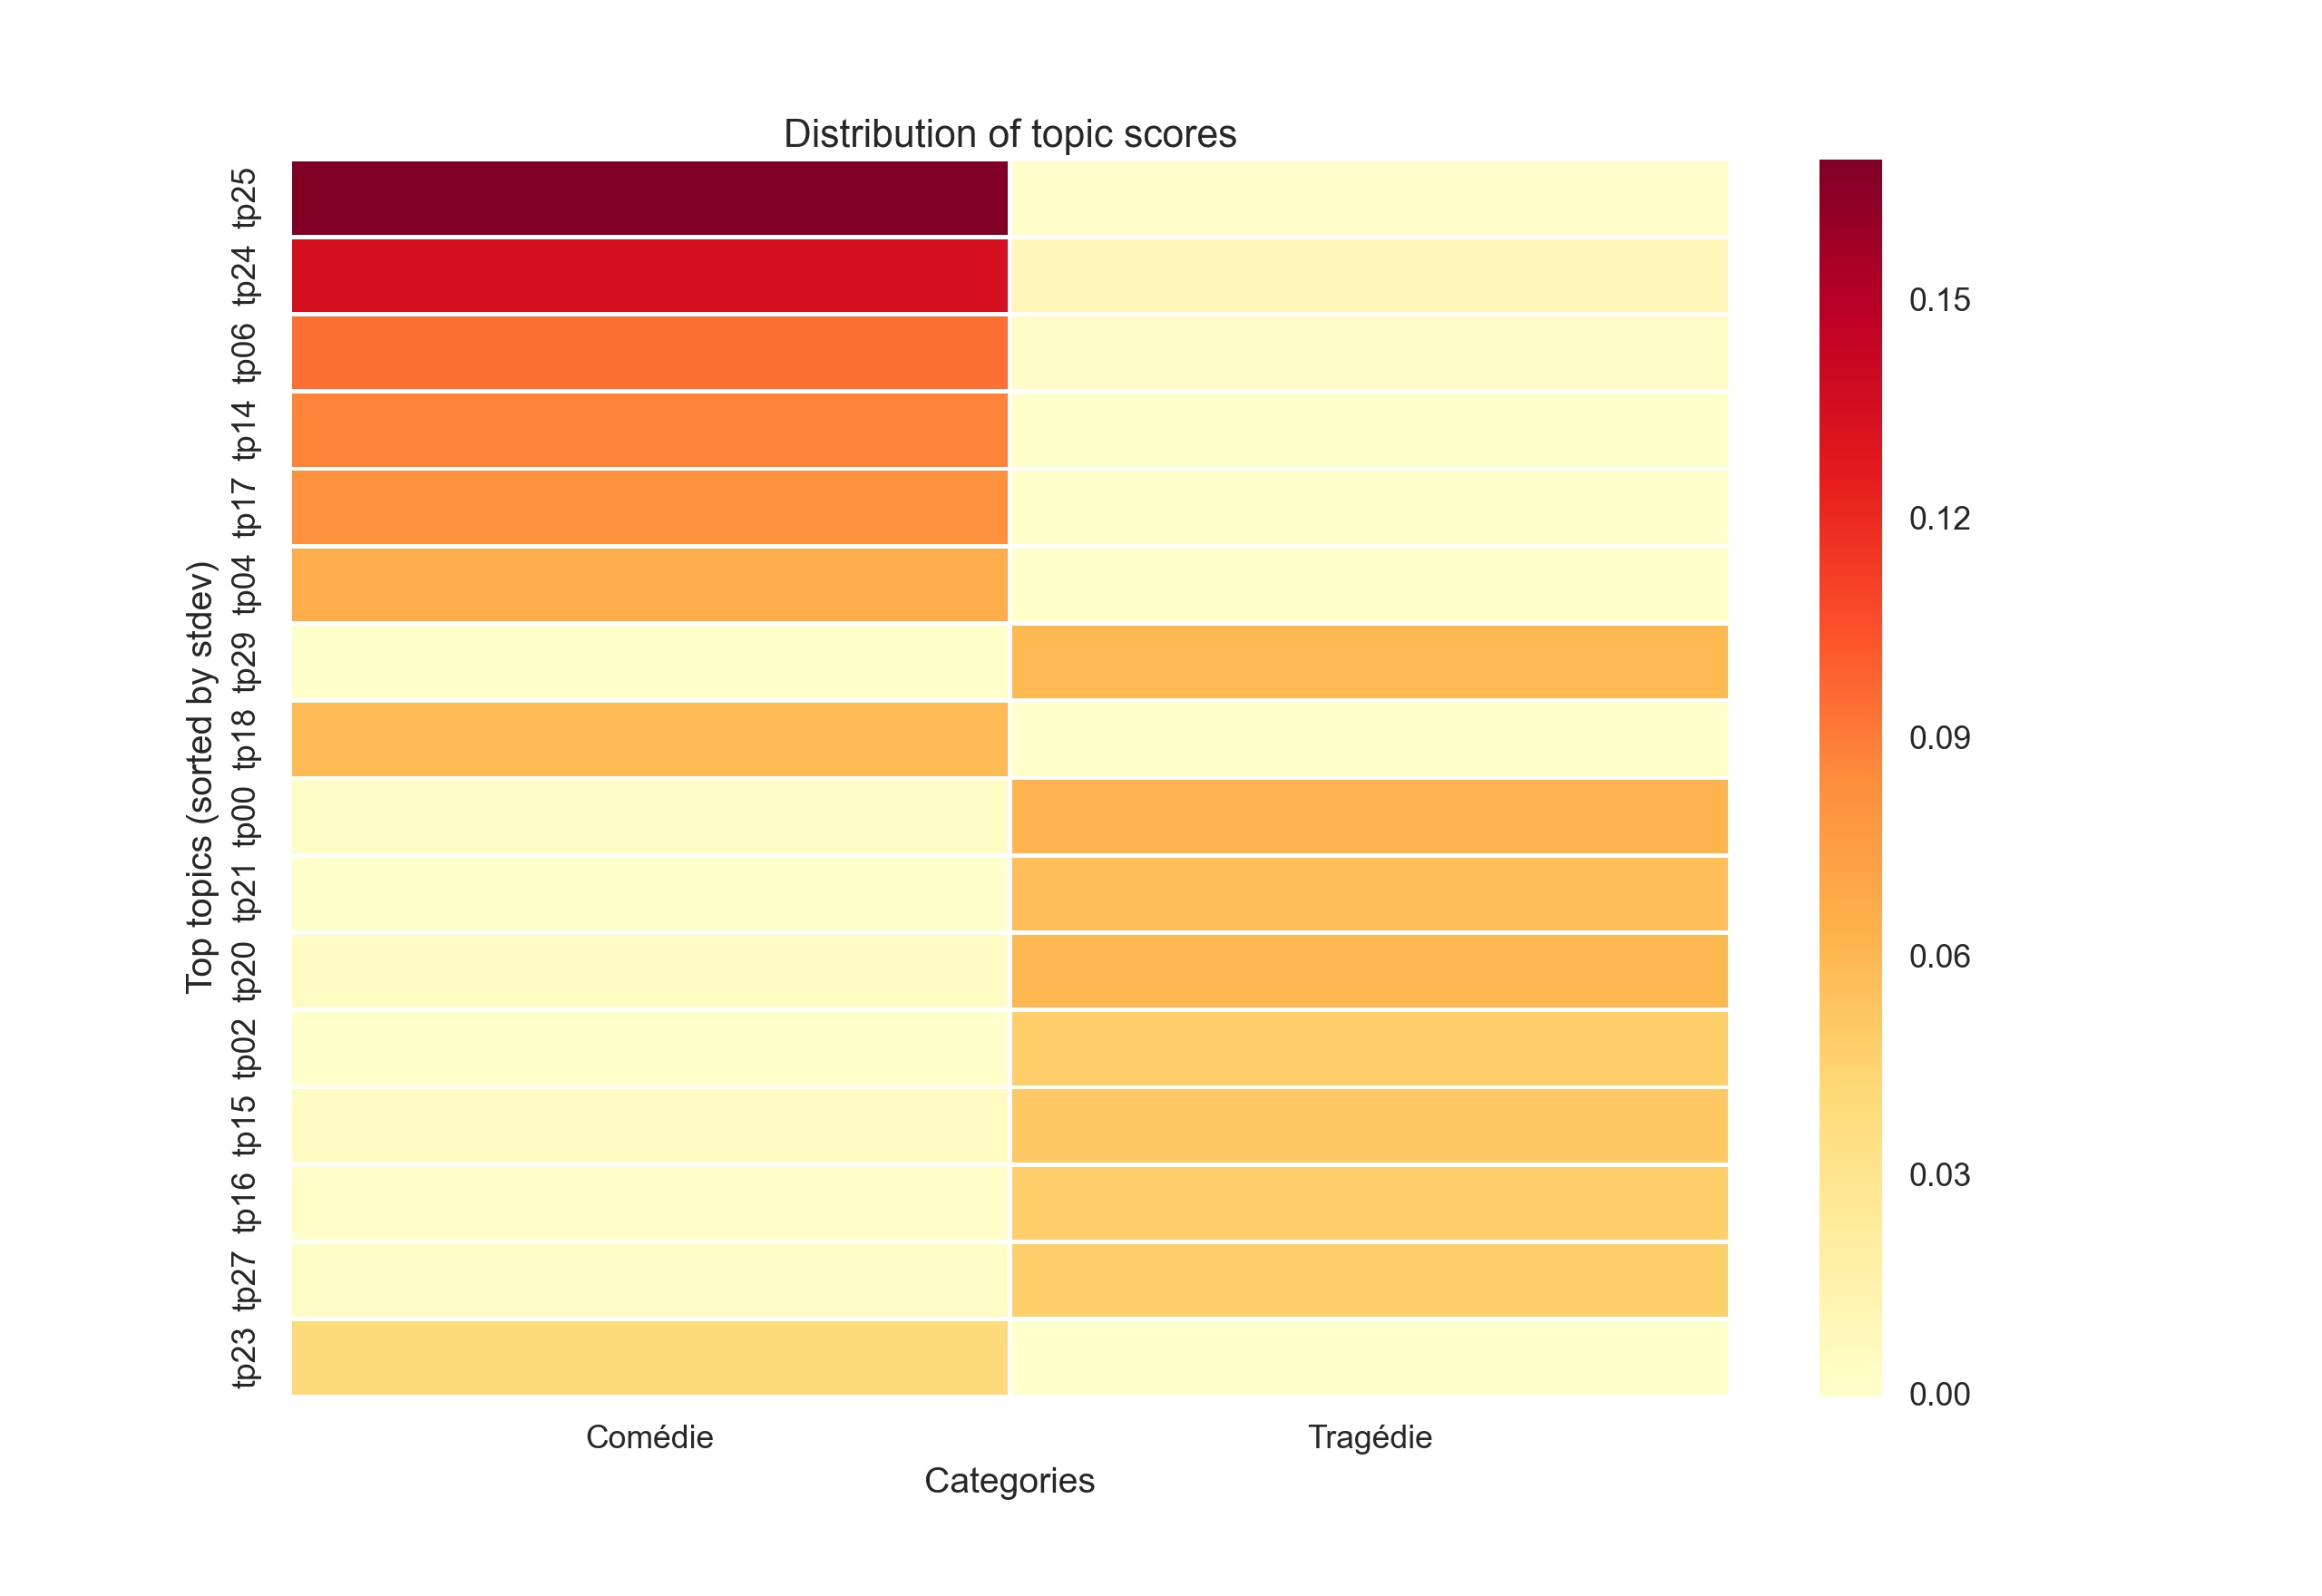 Distribution of topic scores
Top topics (sorted by stdev)
tp25
tp24
tp06
tp14
tp17
tp04
tp29
tp18
tp00
tp21
tp20
tp02
tp15
tp16
tp27
tp23
Comédie
Tragédie
Categories
0.15
0.12
0.09
0.06
0.03
0.00